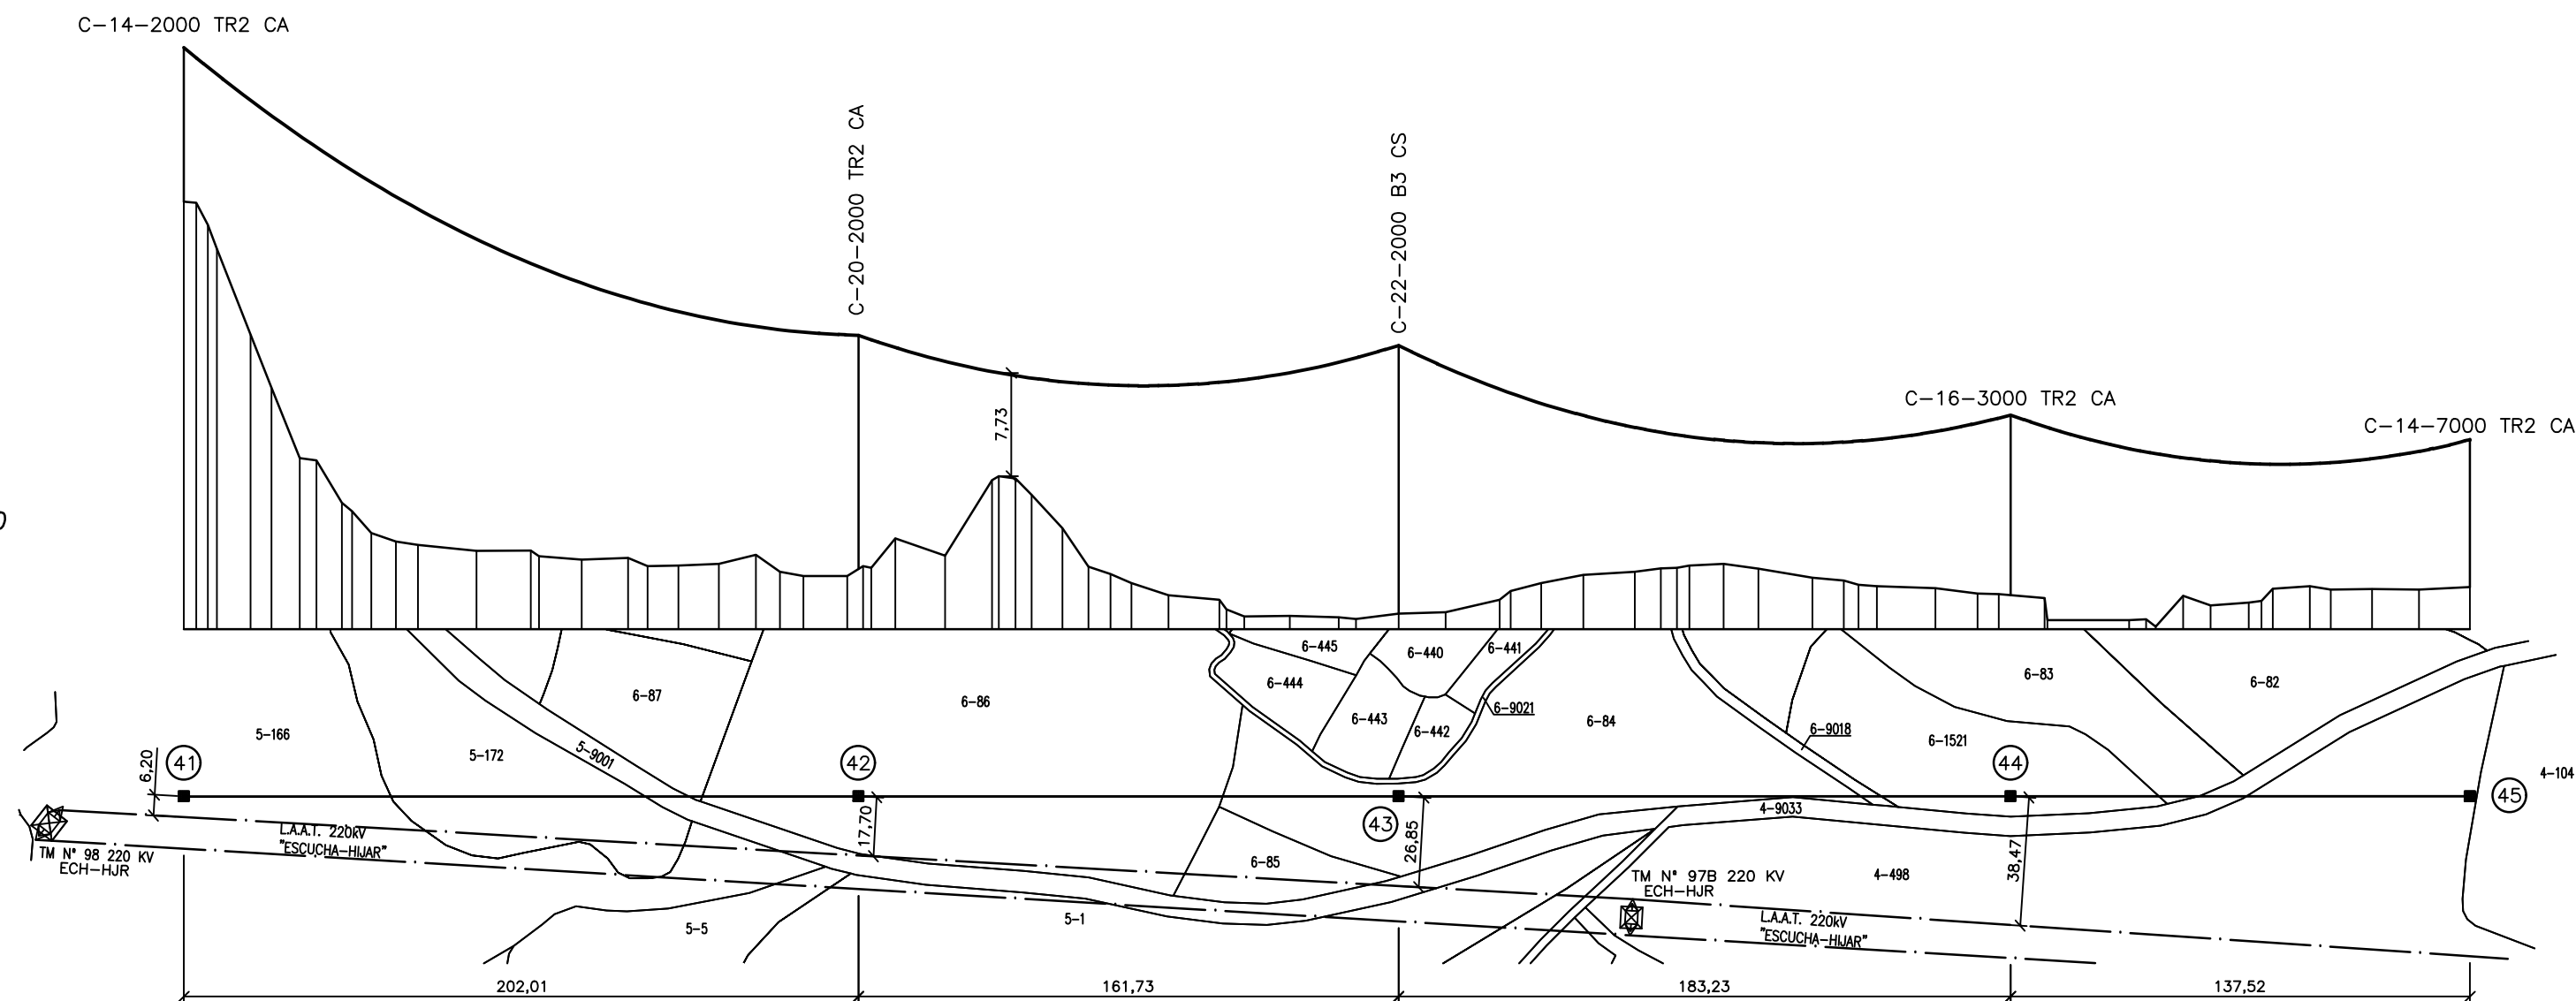 C-14-2000 TR2 CA
C-20-2000 TR2 CA
C-22-2000 B3 CS
C-16-3000 TR2 CA
C-14-7000 TR2 CA
7,73
6-445
6-440
6-441
6-444
6-443
6-442
6-9021
6-87
6-86
6-84
6-83
6-82
5-166
5-172
5-9001
6-9018
6-1521
4-104
6,20
41
42
43
44
45
17,70
26,85
38,47
4-9033
L.A.A.T. 220kV
"ESCUCHA-HIJAR"
TM N° 98 220 KV
ECH-HJR
6-85
4-498
TM N° 97B 220 KV
ECH-HJR
L.A.A.T. 220kV
"ESCUCHA-HIJAR"
5-5
5-1
202,01
161,73
183,23
137,52